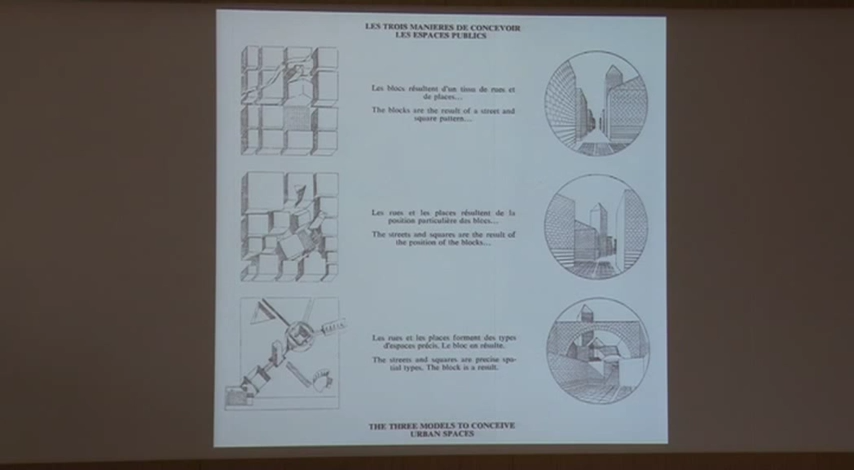 LES TROIS MANIERES DE CONCEVOIR
LES ESPACES PUBLICS
Les blocs résultent d'un tissu de rues et
de places...
The blocks are the result of a street and
square pattern....
Les rues et les places résultent de la
position particulière des blocs....
The streets and squares are the result of
the position of the blocks....
Les rues et les places forment des types
d'espaces précis. Le bloc en résulte.
The streets and squares are precise spa-
tial types. The block is a result.
THE THREE MODELS TO CONCEIVE
URBAN SPACES